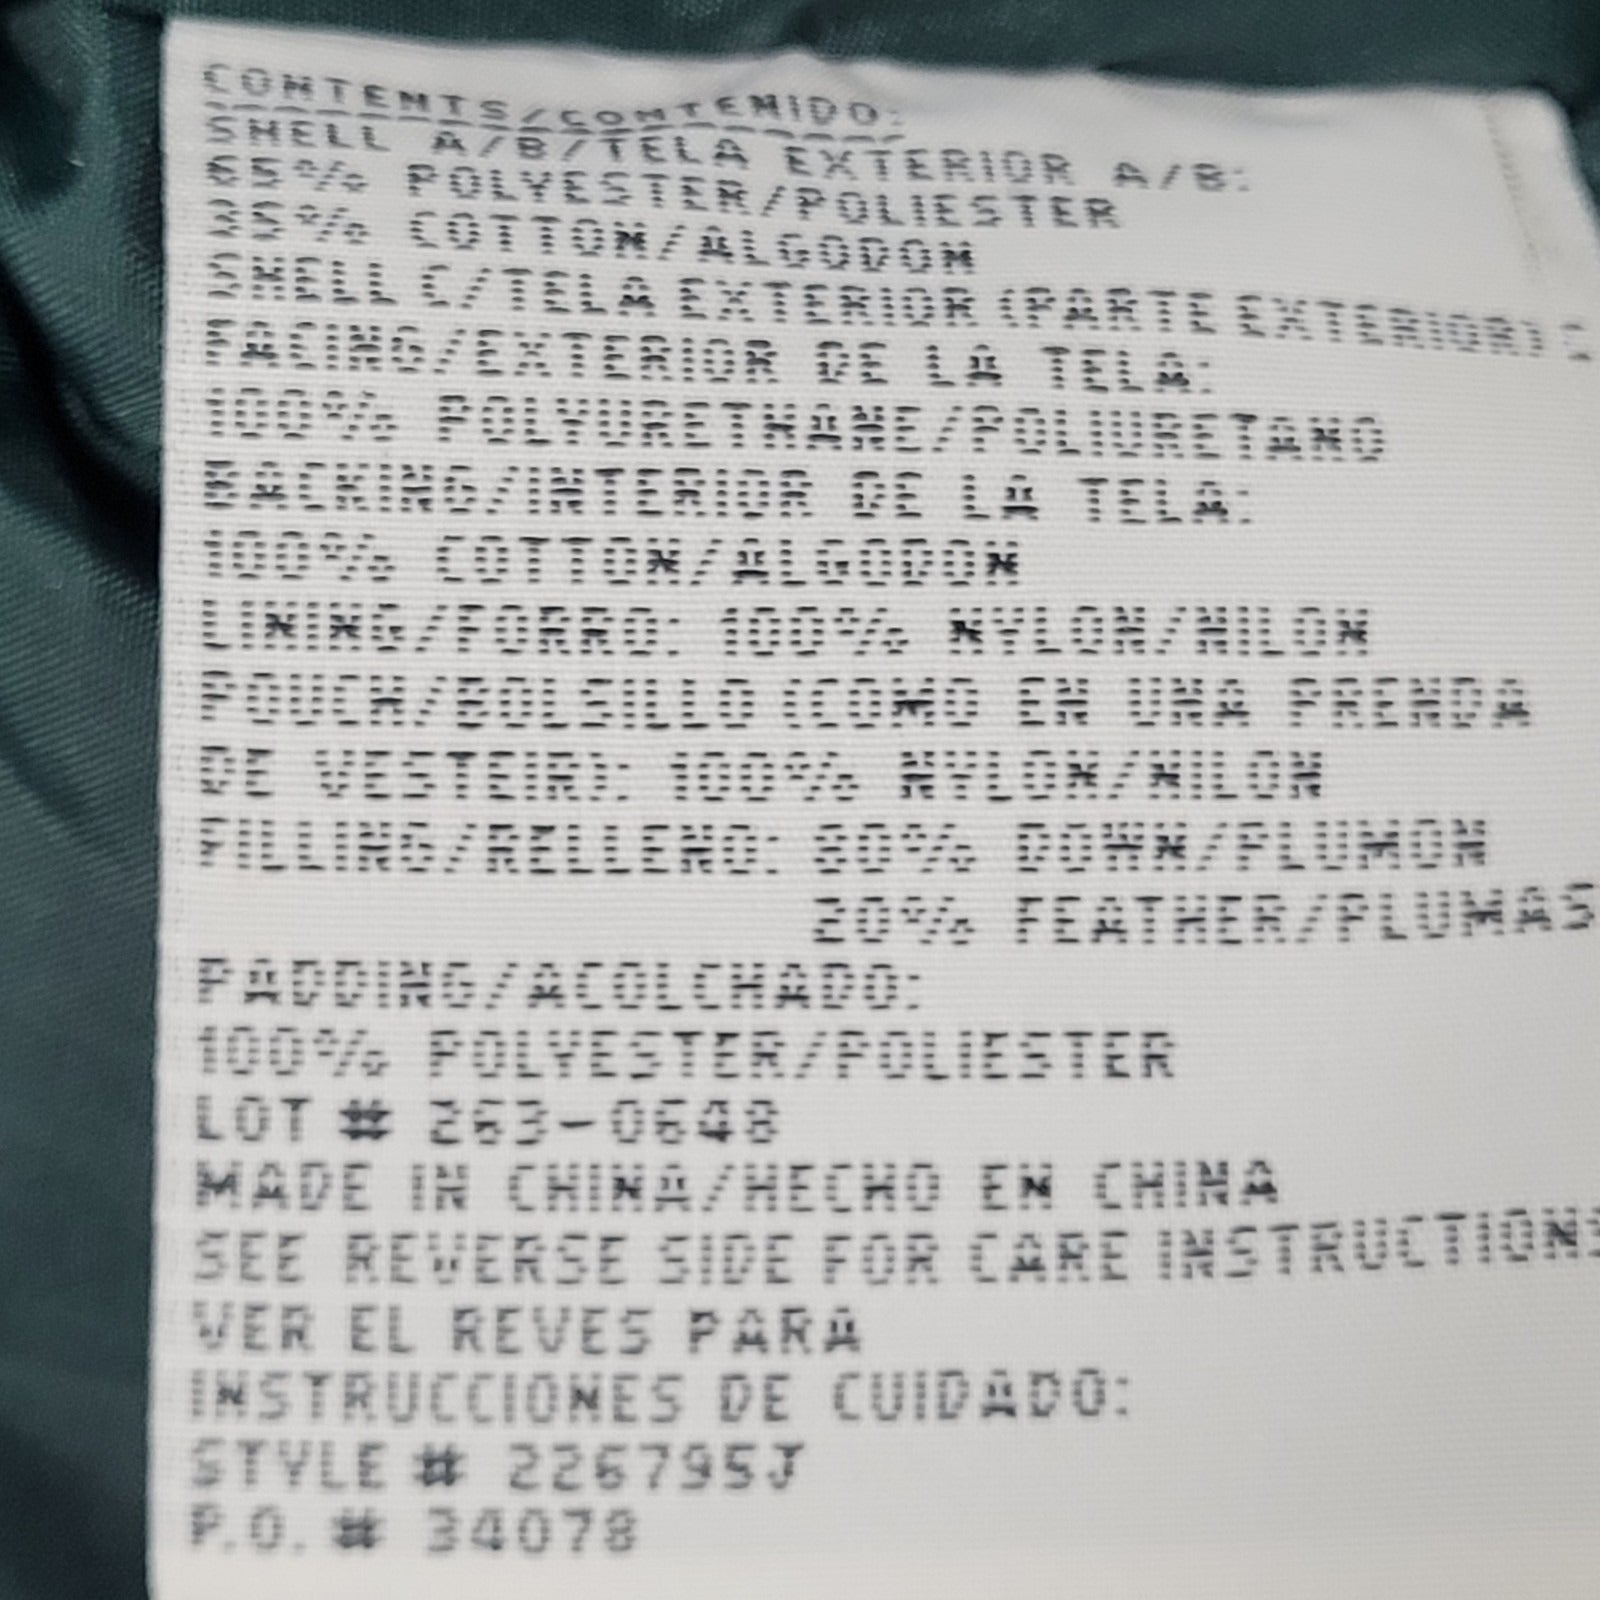 CONTENTS/CONTENIDO:
SHELL A/B/TELA EXTERIOR A/B:
65% POLYESTER/POLIESTER
35% COTTON/ALGODON
SHELL C/TELA EXTERIOR (PARTE EXTERIOR) C
FACING/EXTERIOR DE LA TELA:
100% POLYURETHANE/POLIURETANO
BACKING/INTERIOR DE LA TELA:
100% COTTON/ALGODON
LINING/FORRO: 100% NYLON/NILON
POUCH/BOLSILLO (COMO EN UNA PRENDA
DE VESTEIR): 100% NYLON/NILON
FILLING/RELLENO: 80% DOWN/PLUMON
20% FEATHER/PLUMAS
PADDING/ACOLCHADO:
100% POLYESTER/POLIESTER
LOT # 263-0648
MADE IN CHINA/HECHO EN CHINA
SEE REVERSE SIDE FOR CARE INSTRUCTIONS
VER EL REVES PARA
INSTRUCCIONES DE CUIDADO:
STYLE # 226795J
P.O. # 34078